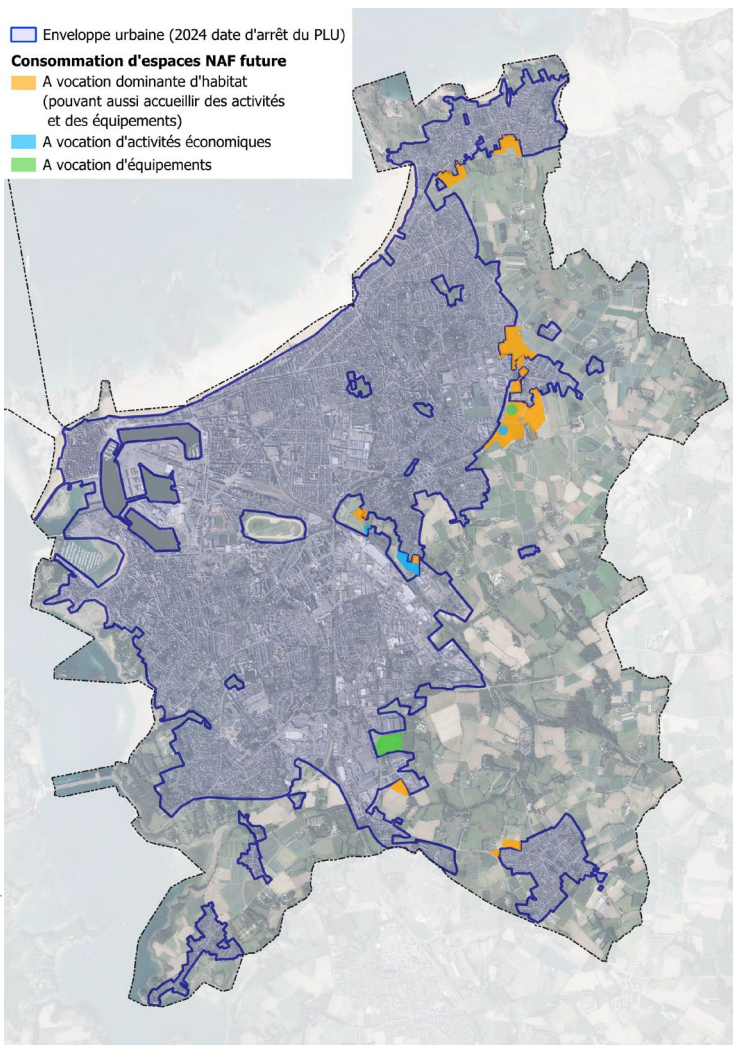 Enveloppe urbaine (2024 date d'arrêt du PLU)
Consommation d'espaces NAF future
A vocation dominante d'habitat
(pouvant aussi accueillir des activités
et des équipements)
A vocation d'activités économiques
A vocation d'équipements